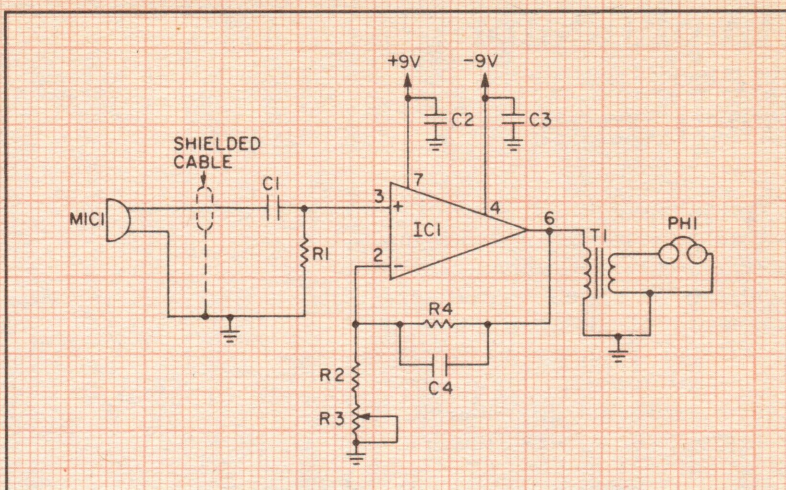 +9V
-9V
C2
C3
SHIELDED
CABLE
C1
7
3
+
4
6
MIC1
IC1
T1
PH1
R1
2
-
R4
C4
R2
R3